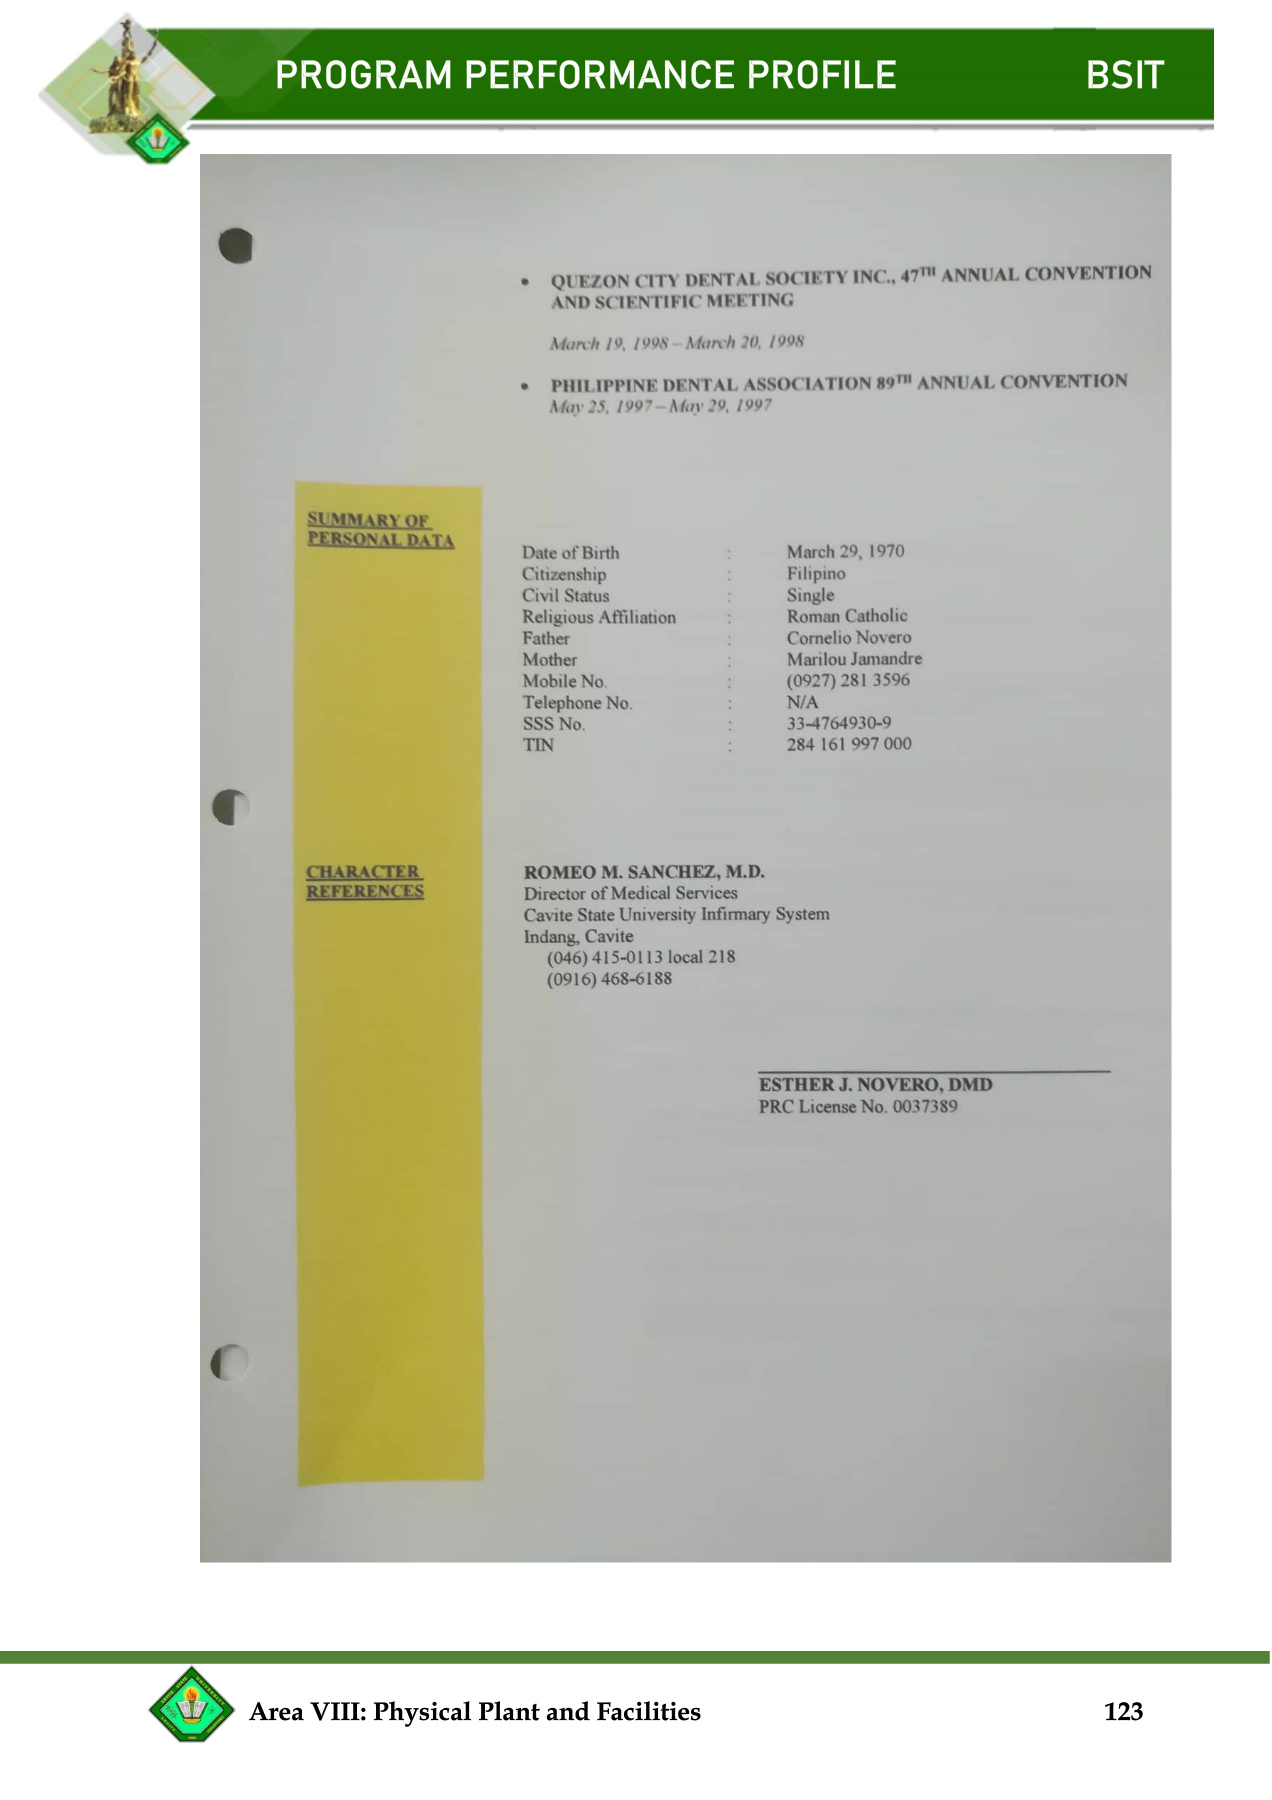 PROGRAM PERFORMANCE PROFILE BSIT
• QUEZON CITY DENTAL SOCIETY INC., 47TH ANNUAL CONVENTION
AND SCIENTIFIC MEETING
March 19, 1998 – March 20, 1998
• PHILIPPINE DENTAL ASSOCIATION 89TH ANNUAL CONVENTION
May 25, 1997 – May 29, 1997
SUMMARY OF
PERSONAL DATA
Date of Birth : March 29, 1970
Citizenship : Filipino
Civil Status : Single
Religious Affiliation : Roman Catholic
Father : Cornelio Novero
Mother : Marilou Jamandre
Mobile No. : (0927) 281 3596
Telephone No. : N/A
SSS No. : 33-4764930-9
TIN : 284 161 997 000
CHARACTER
REFERENCES
ROMEO M. SANCHEZ, M.D.
Director of Medical Services
Cavite State University Infirmary System
Indang, Cavite
(046) 415-0113 local 218
(0916) 468-6188
ESTHER J. NOVERO, DMD
PRC License No. 0037389
Area VIII: Physical Plant and Facilities 123